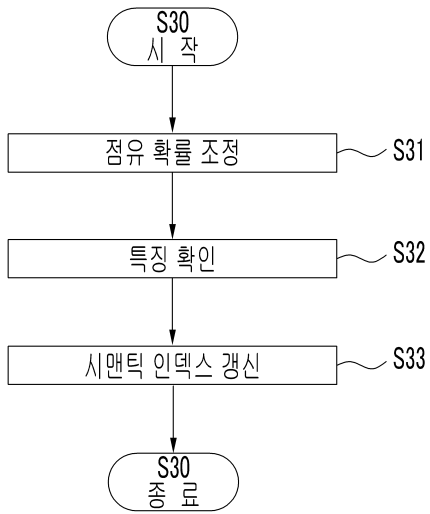 S30
시 작
점유 확률 조정
S31
특징 확인
S32
시맨틱 인덱스 갱신
S33
S30
종 료